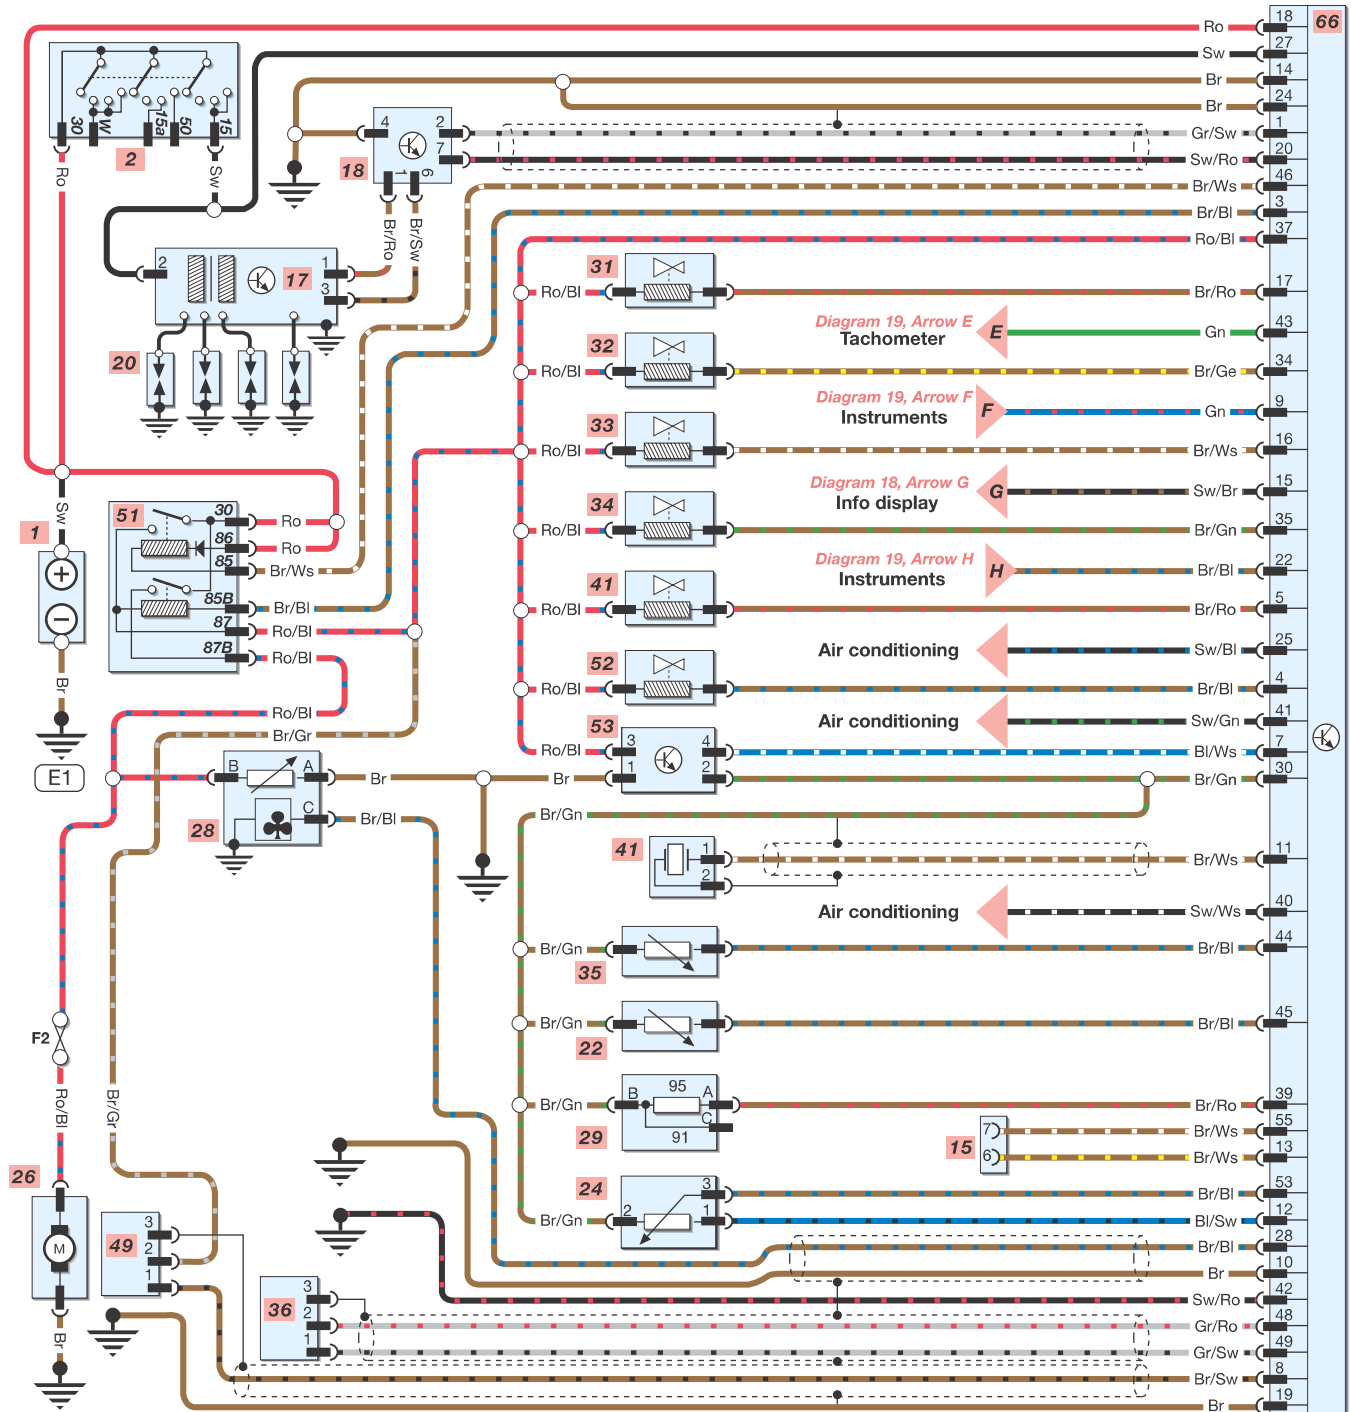 Ro 18 66
Sw 27
Br 14
Br 24
Gr/Sw 1
Sw/Ro 20
Br/Ws 46
Br/Bl 3
Ro/Bl 37
30 W 15a 50 15
2
Ro
Sw
4 2 7 1 6
18
Br/Ro
Br/Sw
2 1 3
17
20
31 Ro/Bl Br/Ro 17
Diagram 19, Arrow E
Tachometer E Gn 43
32 Ro/Bl Br/Ge 34
Diagram 19, Arrow F
Instruments F Gn 9
33 Ro/Bl Br/Ws 16
Diagram 18, Arrow G
Info display G Sw/Br 15
34 Ro/Bl Br/Gn 35
Diagram 19, Arrow H
Instruments H Br/Bl 22
41 Ro/Bl Br/Ro 5
Air conditioning Sw/Bl 25
52 Ro/Bl Br/Bl 4
Air conditioning Sw/Gn 41
53 Ro/Bl 3 4 Bl/Ws 7
Br 1 2 Br/Gn 30
Sw
1
+
−
Br
E1
51
30 Ro
86 Ro
85 Br/Ws
85B Br/Bl
87 Ro/Bl
87B Ro/Bl
Ro/Bl
Br/Gr
B A Br
C Br/Bl
28
Br/Gn
41 1 2 Br/Ws 11
Air conditioning Sw/Ws 40
Br/Gn 35 Br/Bl 44
Br/Gn 22 Br/Bl 45
Br/Gn B 95 A C 91 Br/Ro 39
29
15 7 Br/Ws 55
6 Br/Ws 13
24 3 Br/Bl 53
Br/Gn 2 1 Bl/Sw 12
Br/Bl 28
Br 10
Sw/Ro 42
Gr/Ro 48
Gr/Sw 49
Br/Sw 8
Br 19
F2
Ro/Bl
Br/Gr
26
M
Br
49 3 2 1
36 3 2 1